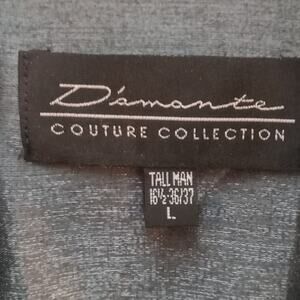 D'amante
COUTURE COLLECTION
TALL MAN
16½-36/37
L